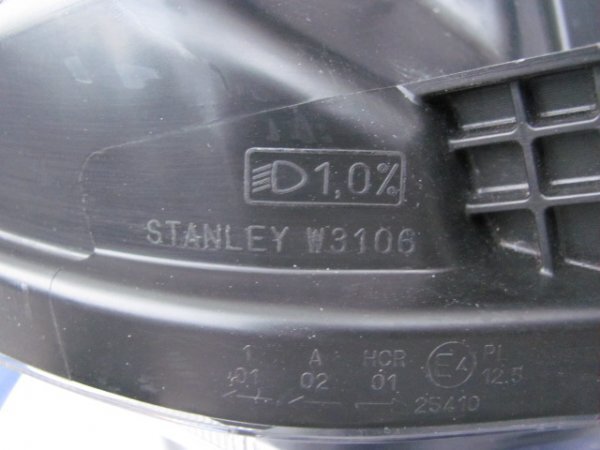 1,0%
STANLEY W3106
1 A HCR E4 PL
01 02 01 12.5
25410